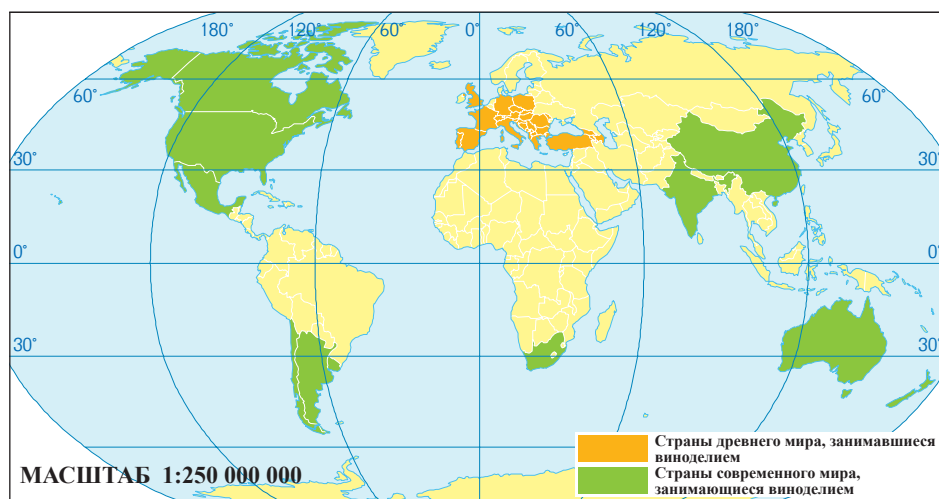 180° 120° 60° 0° 60° 120° 180°
60° 60°
30° 30°
0° 0°
30° 30°
Страны древнего мира, занимавшиеся
виноделием
Страны современного мира,
занимающиеся виноделием
МАСШТАБ 1:250 000 000